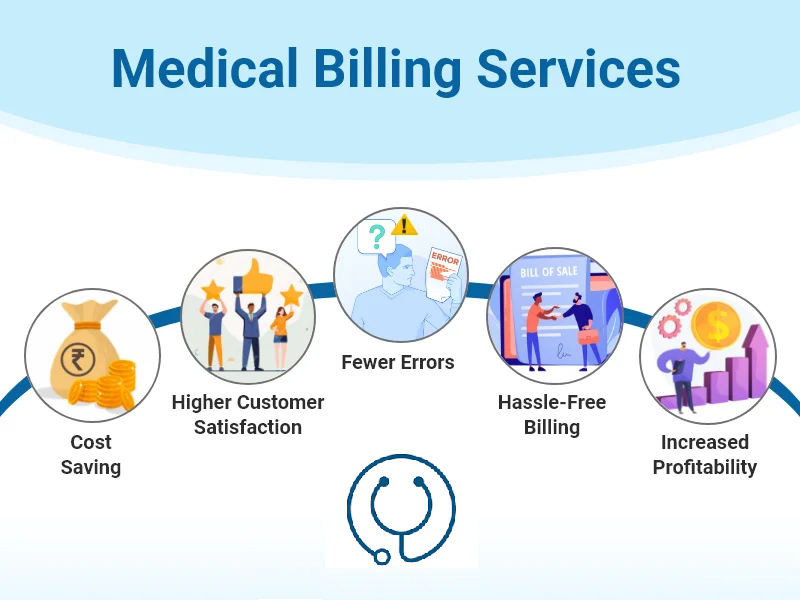 Medical Billing Services
?
!
ERROR
BILL OF SALE
₹
$
Fewer Errors
Higher Customer
Satisfaction
Hassle-Free
Billing
Cost
Saving
Increased
Profitability